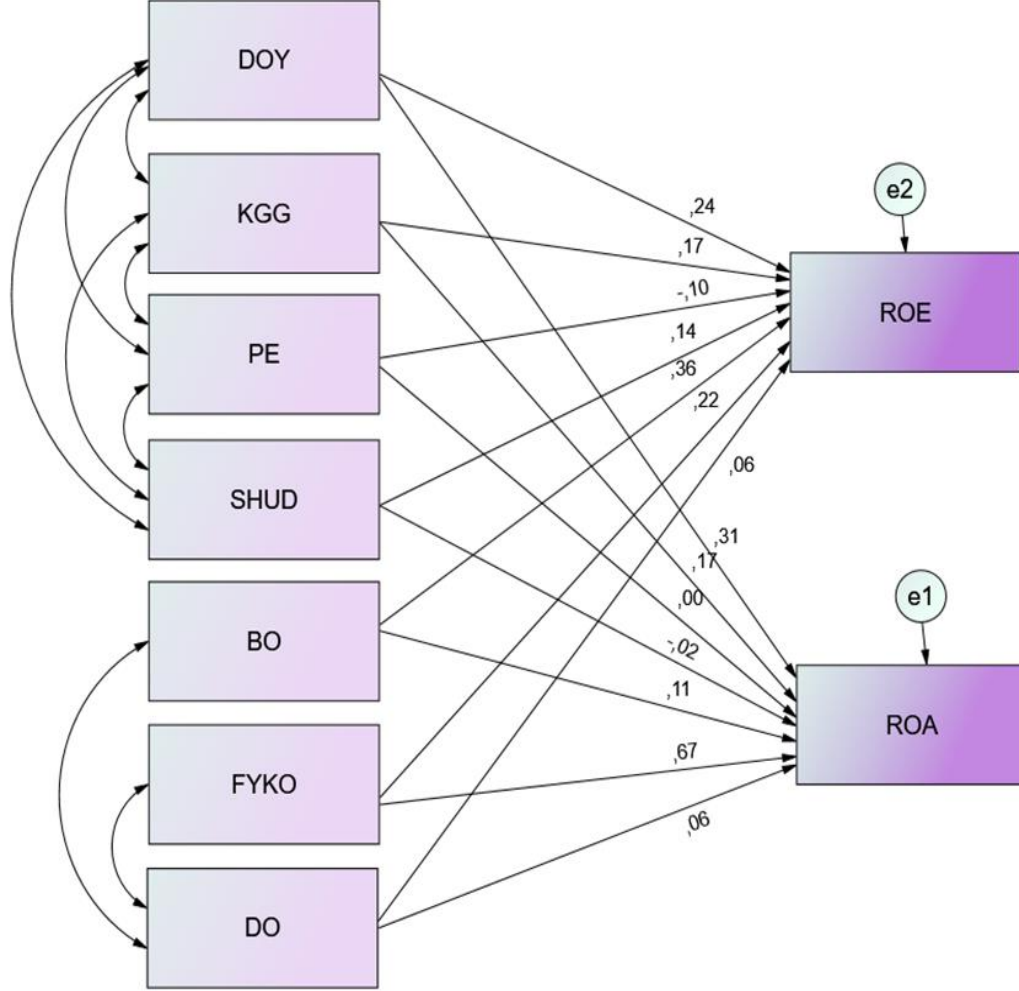 DOY
KGG
PE
SHUD
BO
FYKO
DO
,24
,17
-,10
,14
,36
,22
,06
,31
,17
,00
-,02
,11
,67
,06
e2
ROE
e1
ROA